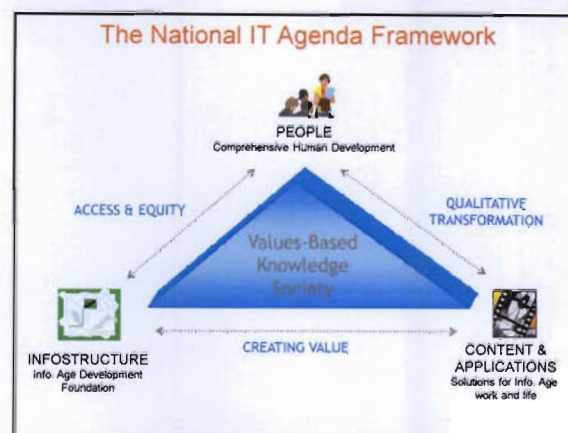 The National IT Agenda Framework
PEOPLE
Comprehensive Human Development
ACCESS & EQUITY
QUALITATIVE
TRANSFORMATION
Values-Based
Knowledge
Society
INFOSTRUCTURE
Info. Age Development
Foundation
CREATING VALUE
CONTENT &
APPLICATIONS
Solutions for Info. Age
work and life